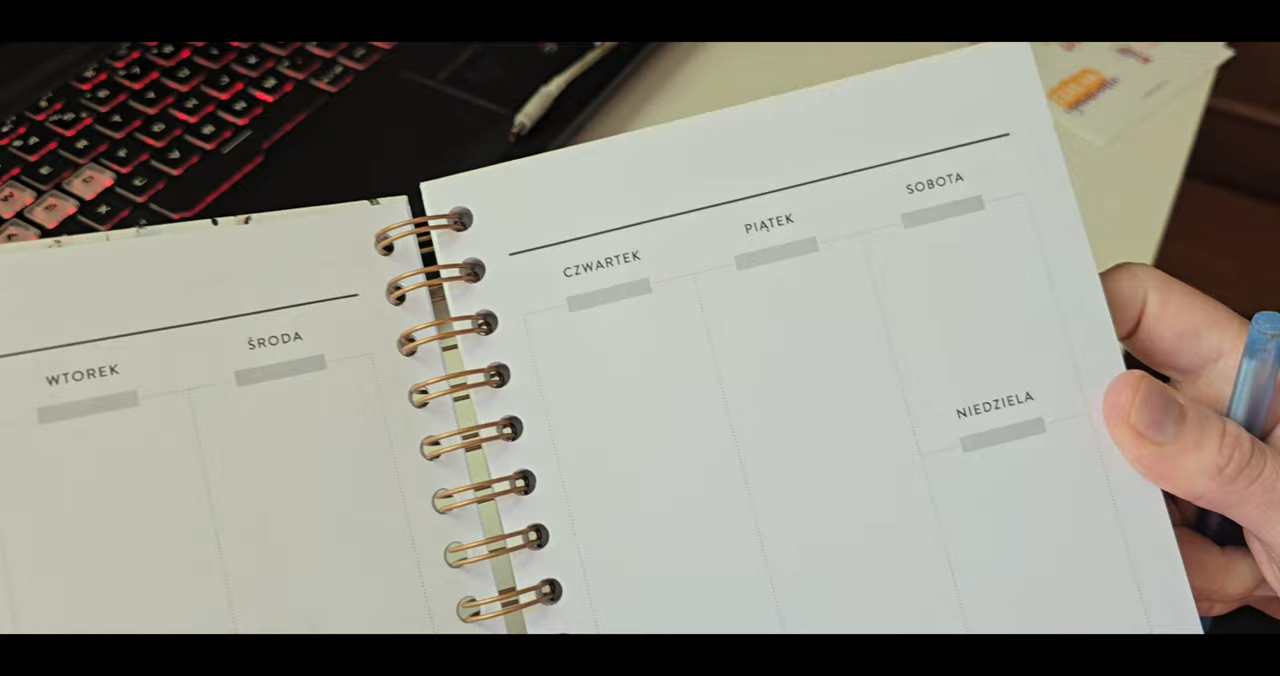 WTOREK
ŚRODA
CZWARTEK
PIĄTEK
SOBOTA
NIEDZIELA